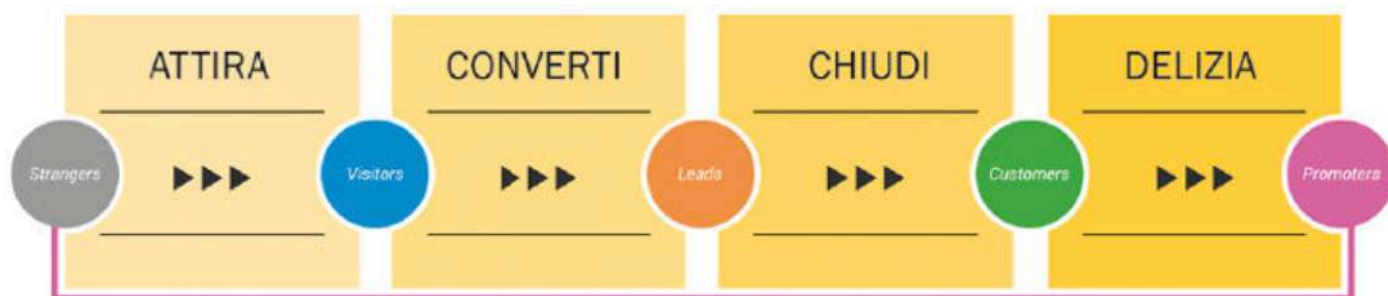 ATTIRA
CONVERTI
CHIUDI
DELIZIA
Strangers
Visitors
Leads
Customers
Promoters